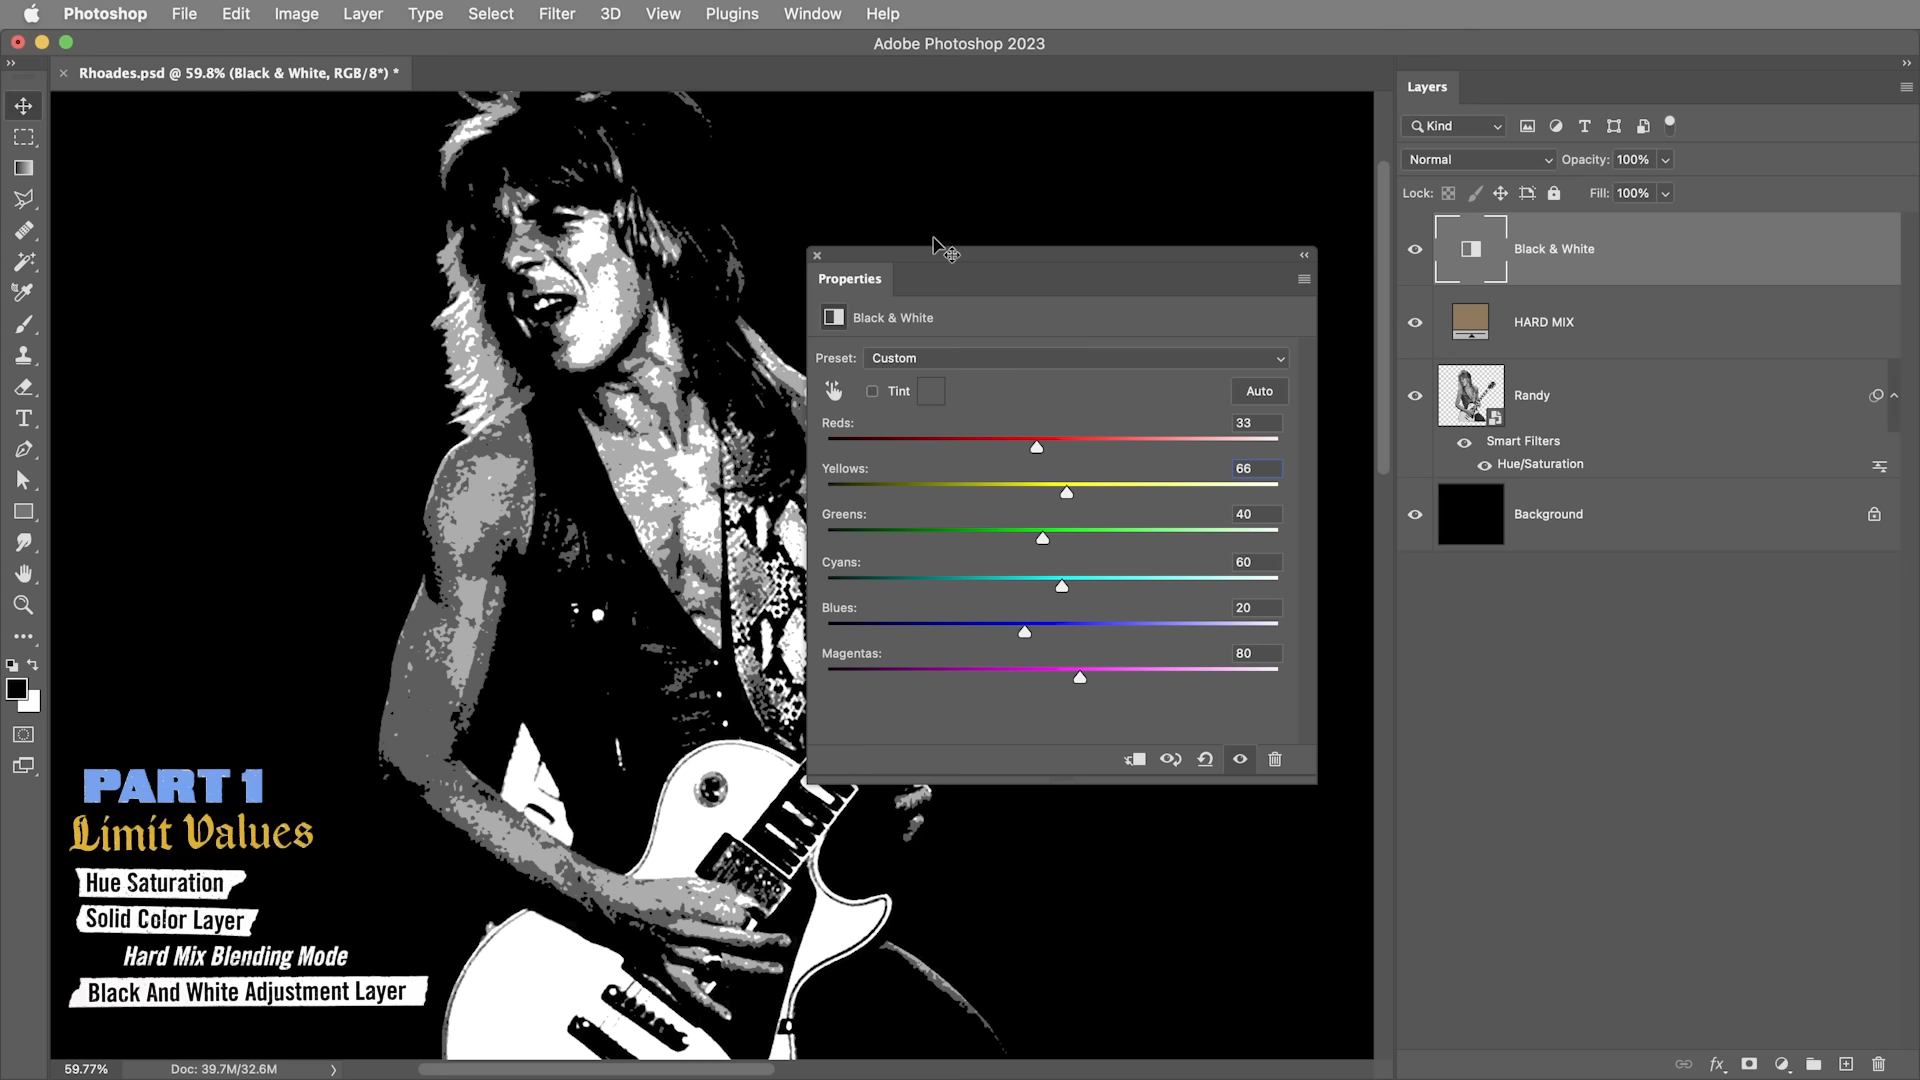 Photoshop File Edit Image Layer Type Select Filter 3D View Plugins Window Help
Adobe Photoshop 2023
Rhoades.psd @ 59.8% (Black & White, RGB/8*) *
Layers
Kind
Normal Opacity: 100%
Lock: Fill: 100%
Black & White
HARD MIX
Randy
Smart Filters
Hue/Saturation
Background
Properties
Black & White
Preset: Custom
Tint Auto
Reds: 33
Yellows: 66
Greens: 40
Cyans: 60
Blues: 20
Magentas: 80
PART 1
Limit Values
Hue Saturation
Solid Color Layer
Hard Mix Blending Mode
Black And White Adjustment Layer
59.77% Doc: 39.7M/32.6M